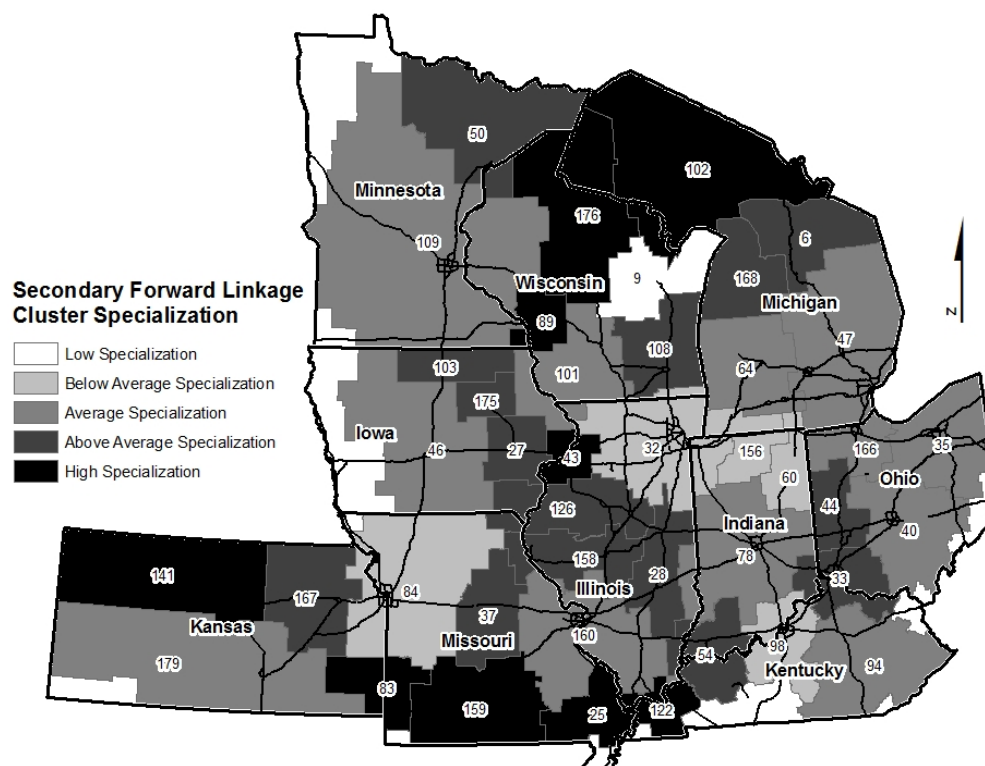 50
102
Minnesota
176
6
109
9
Wisconsin
168
Michigan
N
Secondary Forward Linkage
Cluster Specialization
89
47
Low Specialization
103
108
64
Below Average Specialization
101
175
Average Specialization
Iowa
46
27
43
32
156
166
35
Above Average Specialization
60
Ohio
High Specialization
126
44
Indiana
40
141
158
78
167
84
28
33
Illinois
Kansas
37
Missouri
160
98
179
54
Kentucky
94
83
159
25
122